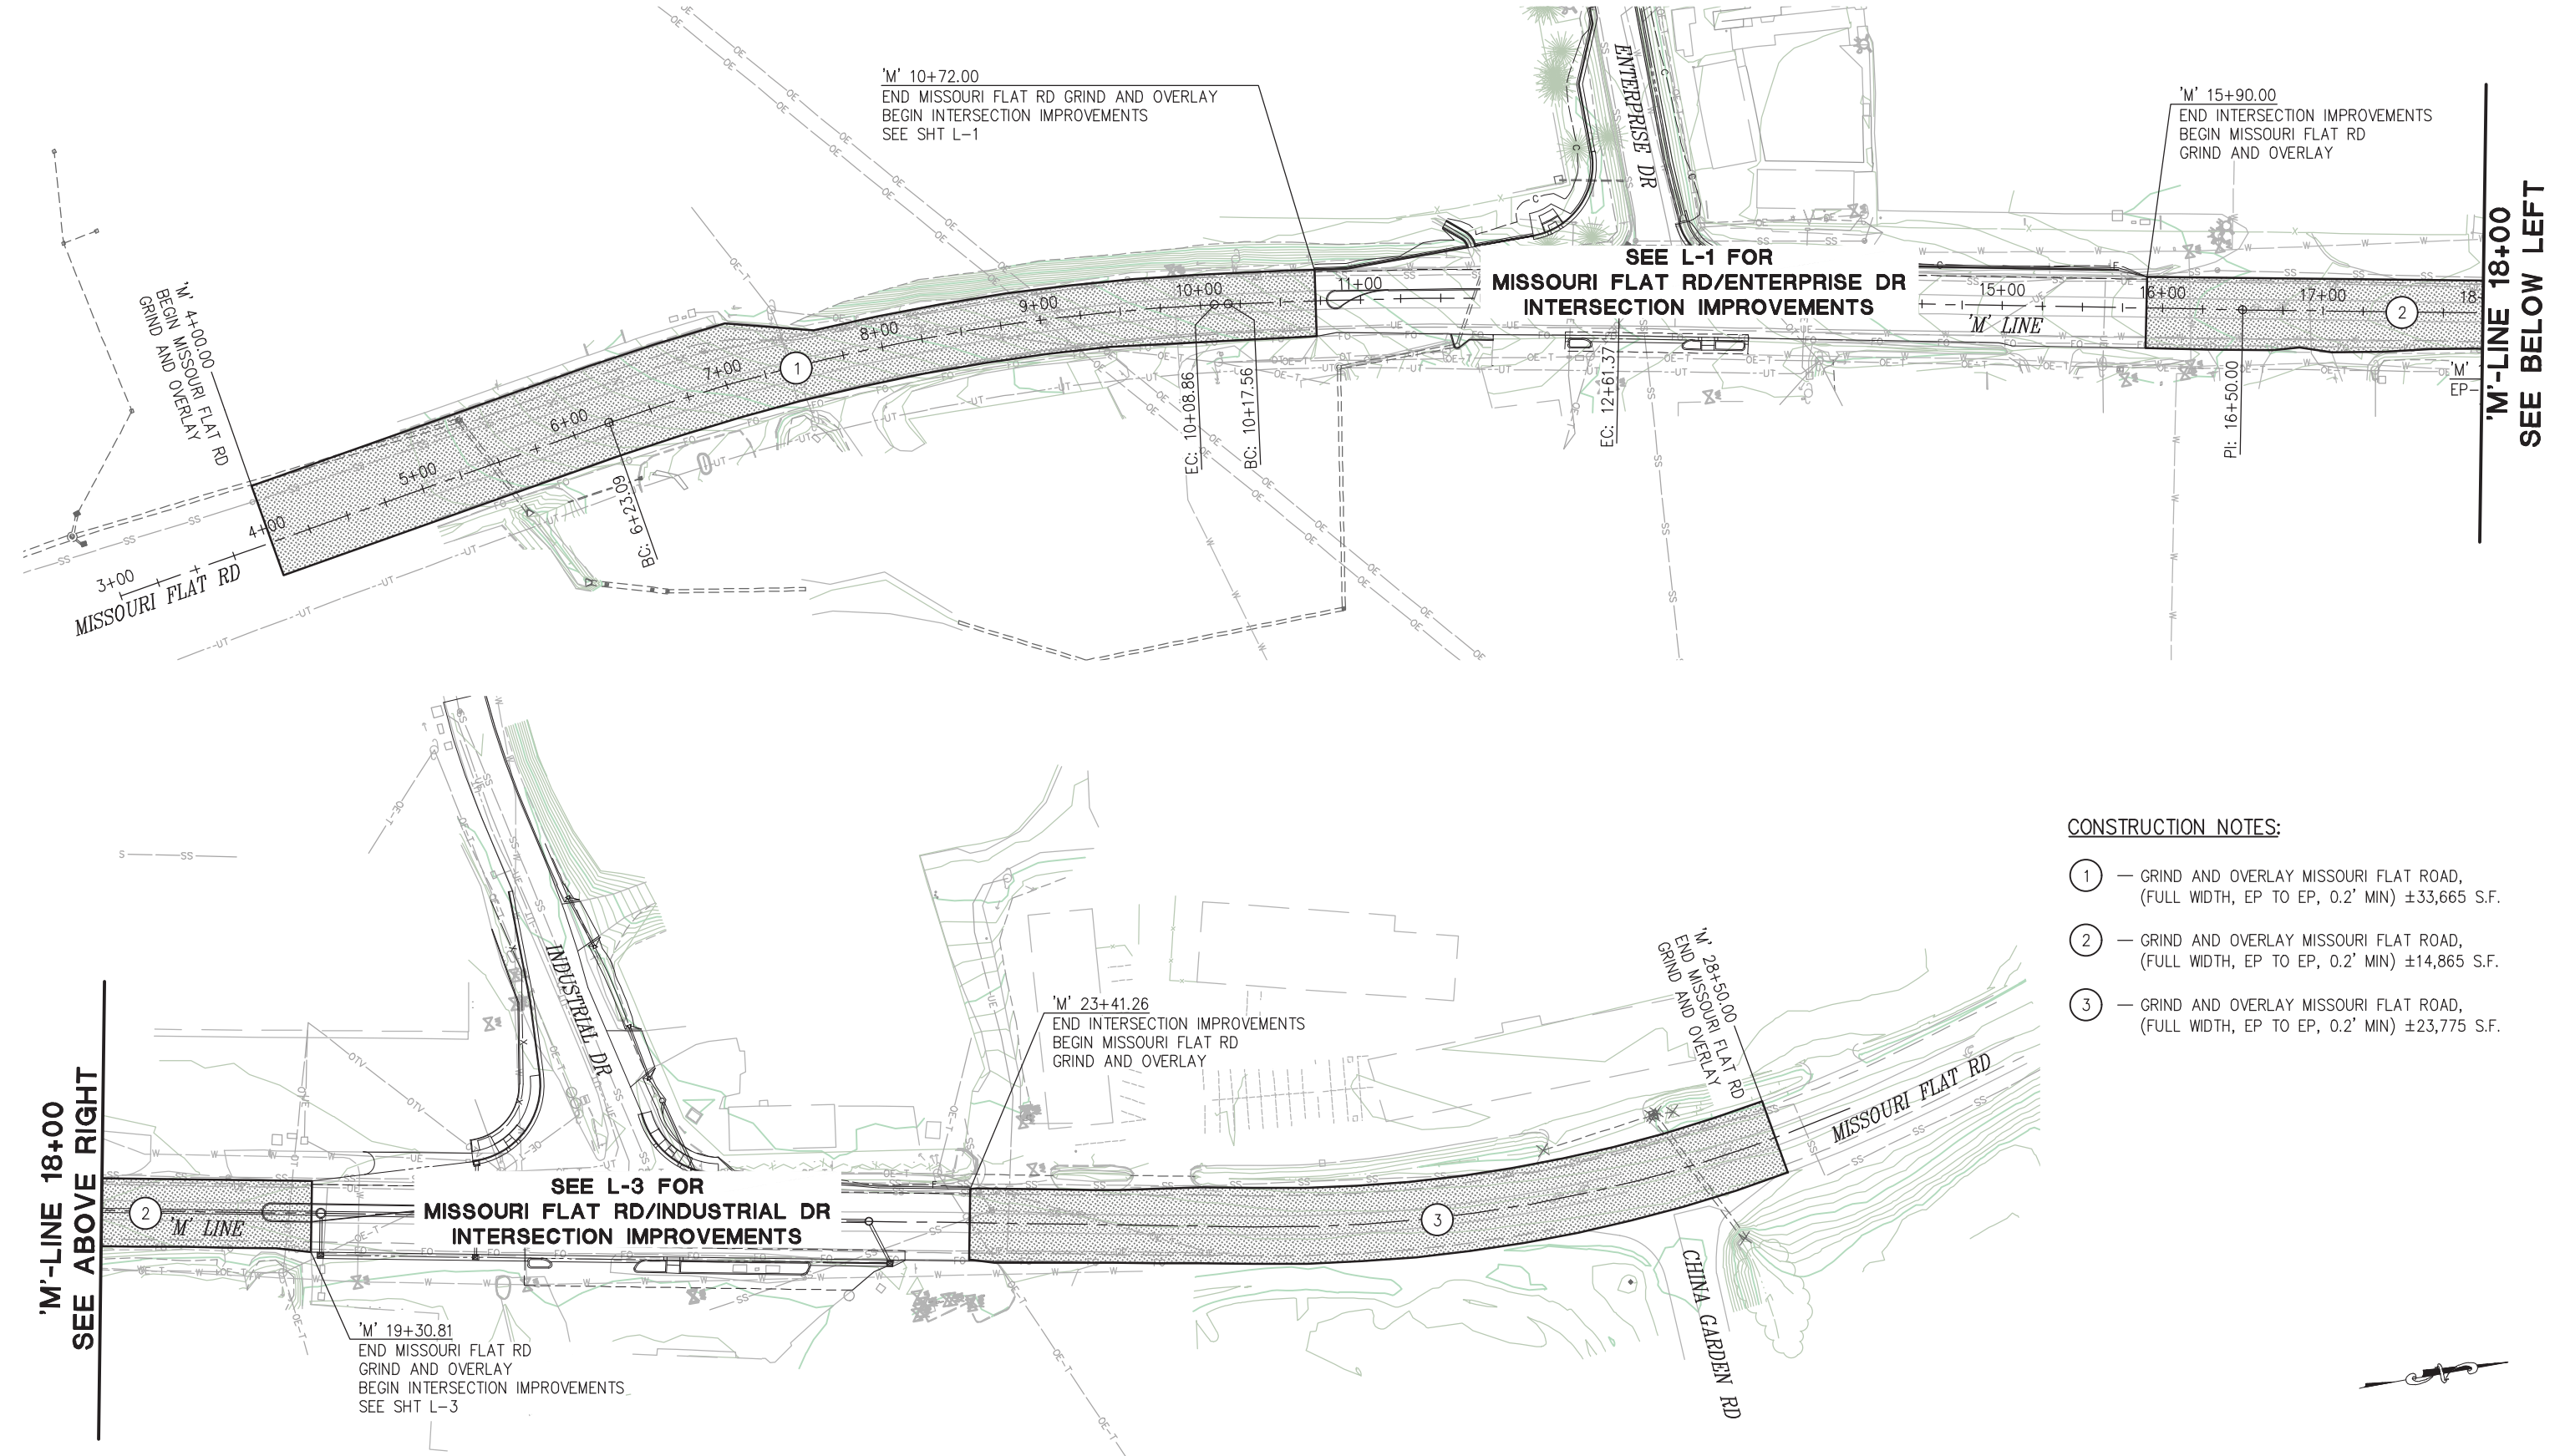 'M' 10+72.00
END MISSOURI FLAT RD GRIND AND OVERLAY
BEGIN INTERSECTION IMPROVEMENTS
SEE SHT L-1
ENTERPRISE DR
'M' 15+90.00
END INTERSECTION IMPROVEMENTS
BEGIN MISSOURI FLAT RD
GRIND AND OVERLAY
'M'-LINE 18+00
SEE BELOW LEFT
'M' 4+00.00
BEGIN MISSOURI FLAT RD
GRIND AND OVERLAY
SEE L-1 FOR
MISSOURI FLAT RD/ENTERPRISE DR
INTERSECTION IMPROVEMENTS
3+00
4+00
5+00
6+00
7+00
1
8+00
9+00
10+00
11+00
15+00
16+00
17+00
2
18
'M' LINE
MISSOURI FLAT RD
BC: 6+23.09
EC: 10+08.86
BC: 10+17.56
EC: 12+61.37
PI: 16+50.00
'M'
EP-
'M'-LINE 18+00
SEE ABOVE RIGHT
INDUSTRIAL DR
2
'M' LINE
SEE L-3 FOR
MISSOURI FLAT RD/INDUSTRIAL DR
INTERSECTION IMPROVEMENTS
'M' 19+30.81
END MISSOURI FLAT RD
GRIND AND OVERLAY
BEGIN INTERSECTION IMPROVEMENTS
SEE SHT L-3
'M' 23+41.26
END INTERSECTION IMPROVEMENTS
BEGIN MISSOURI FLAT RD
GRIND AND OVERLAY
3
'M' 28+50.00
END MISSOURI FLAT RD
GRIND AND OVERLAY
MISSOURI FLAT RD
CHINA GARDEN RD
CONSTRUCTION NOTES:
1 — GRIND AND OVERLAY MISSOURI FLAT ROAD,
(FULL WIDTH, EP TO EP, 0.2' MIN) ±33,665 S.F.
2 — GRIND AND OVERLAY MISSOURI FLAT ROAD,
(FULL WIDTH, EP TO EP, 0.2' MIN) ±14,865 S.F.
3 — GRIND AND OVERLAY MISSOURI FLAT ROAD,
(FULL WIDTH, EP TO EP, 0.2' MIN) ±23,775 S.F.